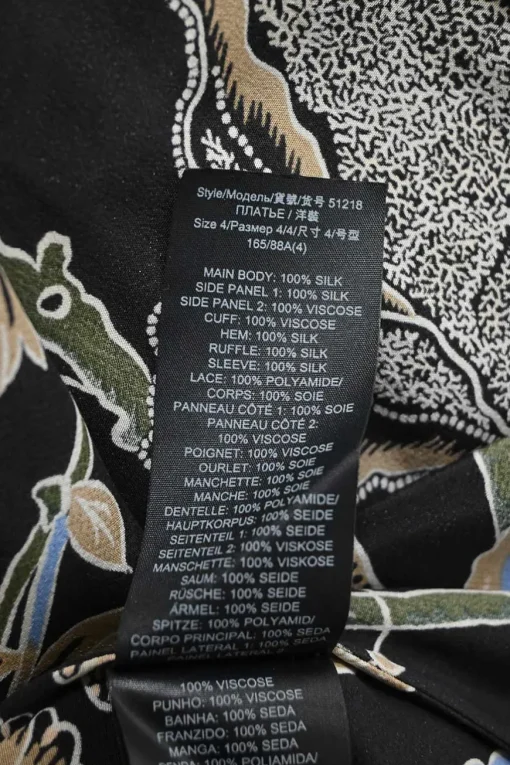 Style/Модель/貨號/货号 51218
ПЛАТЬЕ / 洋裝
Size 4/Размер 4/4/尺寸 4/号型
165/88A(4)
MAIN BODY: 100% SILK
SIDE PANEL 1: 100% SILK
SIDE PANEL 2: 100% VISCOSE
CUFF: 100% VISCOSE
HEM: 100% SILK
RUFFLE: 100% SILK
SLEEVE: 100% SILK
LACE: 100% POLYAMIDE/
CORPS: 100% SOIE
PANNEAU CÔTÉ 1: 100% SOIE
PANNEAU CÔTÉ 2:
100% VISCOSE
POIGNET: 100% VISCOSE
OURLET: 100% SOIE
MANCHETTE: 100% SOIE
MANCHE: 100% SOIE
DENTELLE: 100% POLYAMIDE/
HAUPTKORPUS: 100% SEIDE
SEITENTEIL 1: 100% SEIDE
SEITENTEIL 2: 100% VISKOSE
MANSCHETTE: 100% VISKOSE
SAUM: 100% SEIDE
RÜSCHE: 100% SEIDE
ÄRMEL: 100% SEIDE
SPITZE: 100% POLYAMID/
CORPO PRINCIPAL: 100% SEDA
PAINEL LATERAL 1: 100% SEDA
PAINEL LATERAL 2:
100% VISCOSE
PUNHO: 100% VISCOSE
BAINHA: 100% SEDA
FRANZIDO: 100% SEDA
MANGA: 100% SEDA
RENDA: 100% POLIAMIDA/